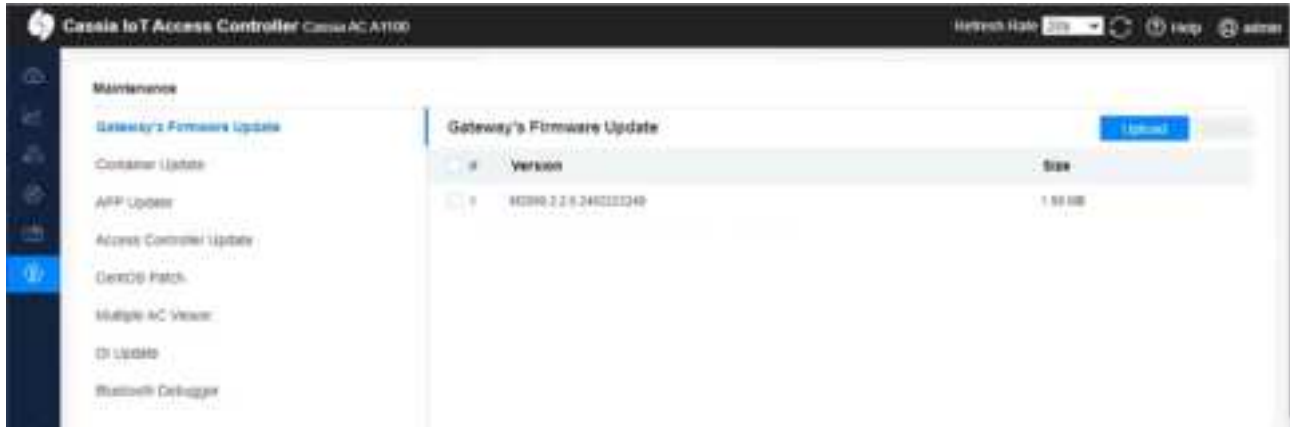 Cassia IoT Access Controller Cassia AC A1100
Refresh Rate Help admin
Maintenance
Gateway's Firmware Update
Container Update
APP Update
Access Controller Update
CentOS Patch
Multiple AC Viewer
DI Update
Bluetooth Debugger
Gateway's Firmware Update Upload
# Version Size
1